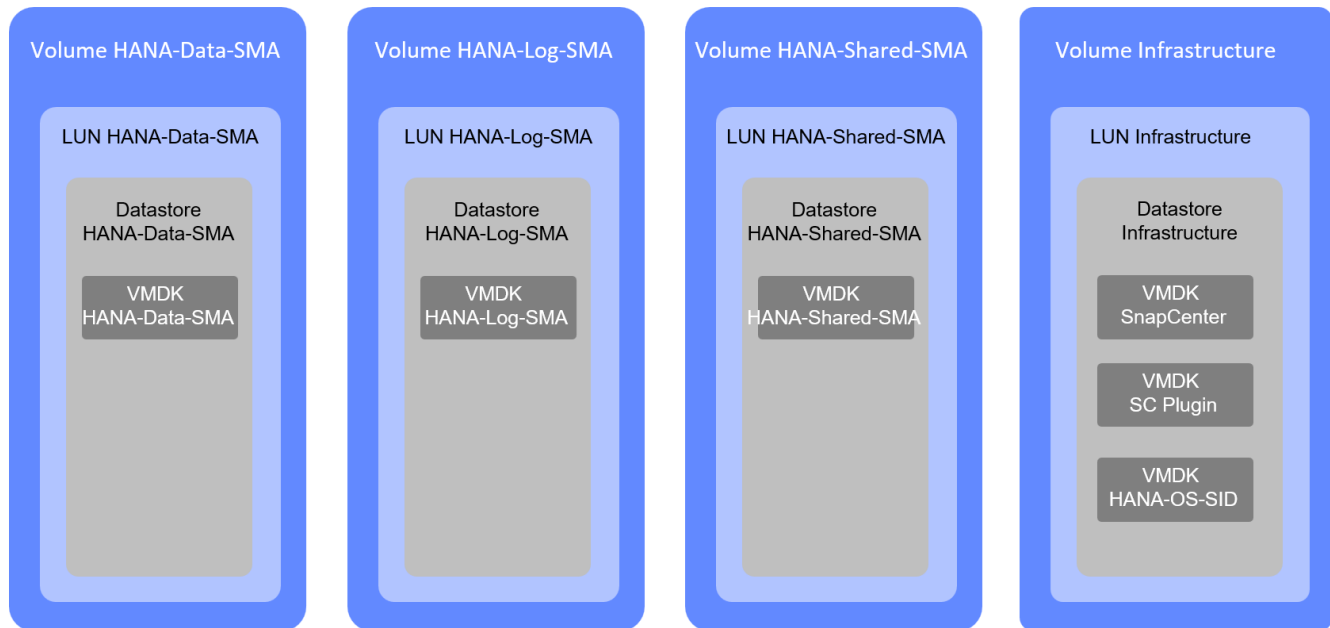 Volume HANA-Data-SMA
LUN HANA-Data-SMA
Datastore
HANA-Data-SMA
VMDK
HANA-Data-SMA
Volume HANA-Log-SMA
LUN HANA-Log-SMA
Datastore
HANA-Log-SMA
VMDK
HANA-Log-SMA
Volume HANA-Shared-SMA
LUN HANA-Shared-SMA
Datastore
HANA-Shared-SMA
VMDK
HANA-Shared-SMA
Volume Infrastructure
LUN Infrastructure
Datastore
Infrastructure
VMDK
SnapCenter
VMDK
SC Plugin
VMDK
HANA-OS-SID